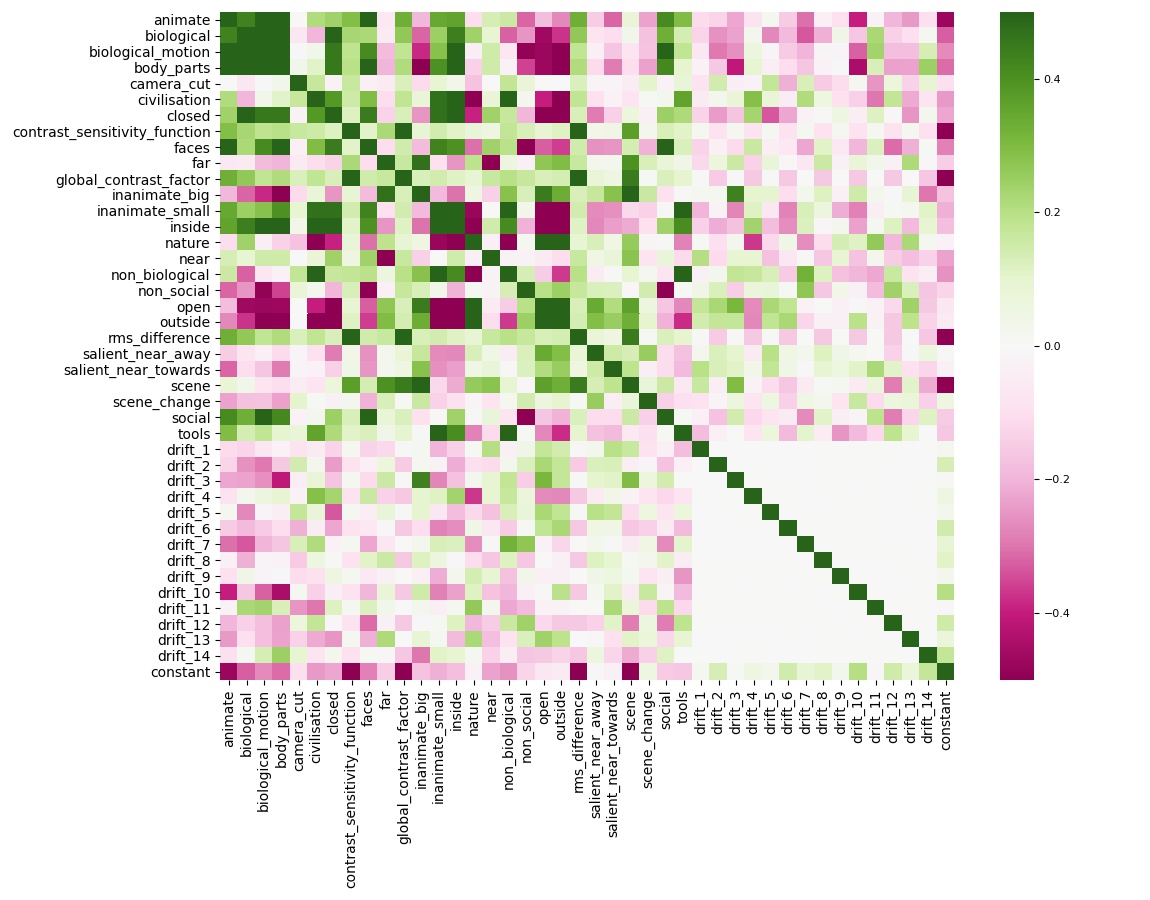 animate
biological
biological_motion
body_parts
camera_cut
civilisation
closed
contrast_sensitivity_function
faces
far
global_contrast_factor
inanimate_big
inanimate_small
inside
nature
near
non_biological
non_social
open
outside
rms_difference
salient_near_away
salient_near_towards
scene
scene_change
social
tools
drift_1
drift_2
drift_3
drift_4
drift_5
drift_6
drift_7
drift_8
drift_9
drift_10
drift_11
drift_12
drift_13
drift_14
constant
animate
biological
biological_motion
body_parts
camera_cut
civilisation
closed
contrast_sensitivity_function
faces
far
global_contrast_factor
inanimate_big
inanimate_small
inside
nature
near
non_biological
non_social
open
outside
rms_difference
salient_near_away
salient_near_towards
scene
scene_change
social
tools
drift_1
drift_2
drift_3
drift_4
drift_5
drift_6
drift_7
drift_8
drift_9
drift_10
drift_11
drift_12
drift_13
drift_14
constant
0.4
0.2
0.0
−0.2
−0.4